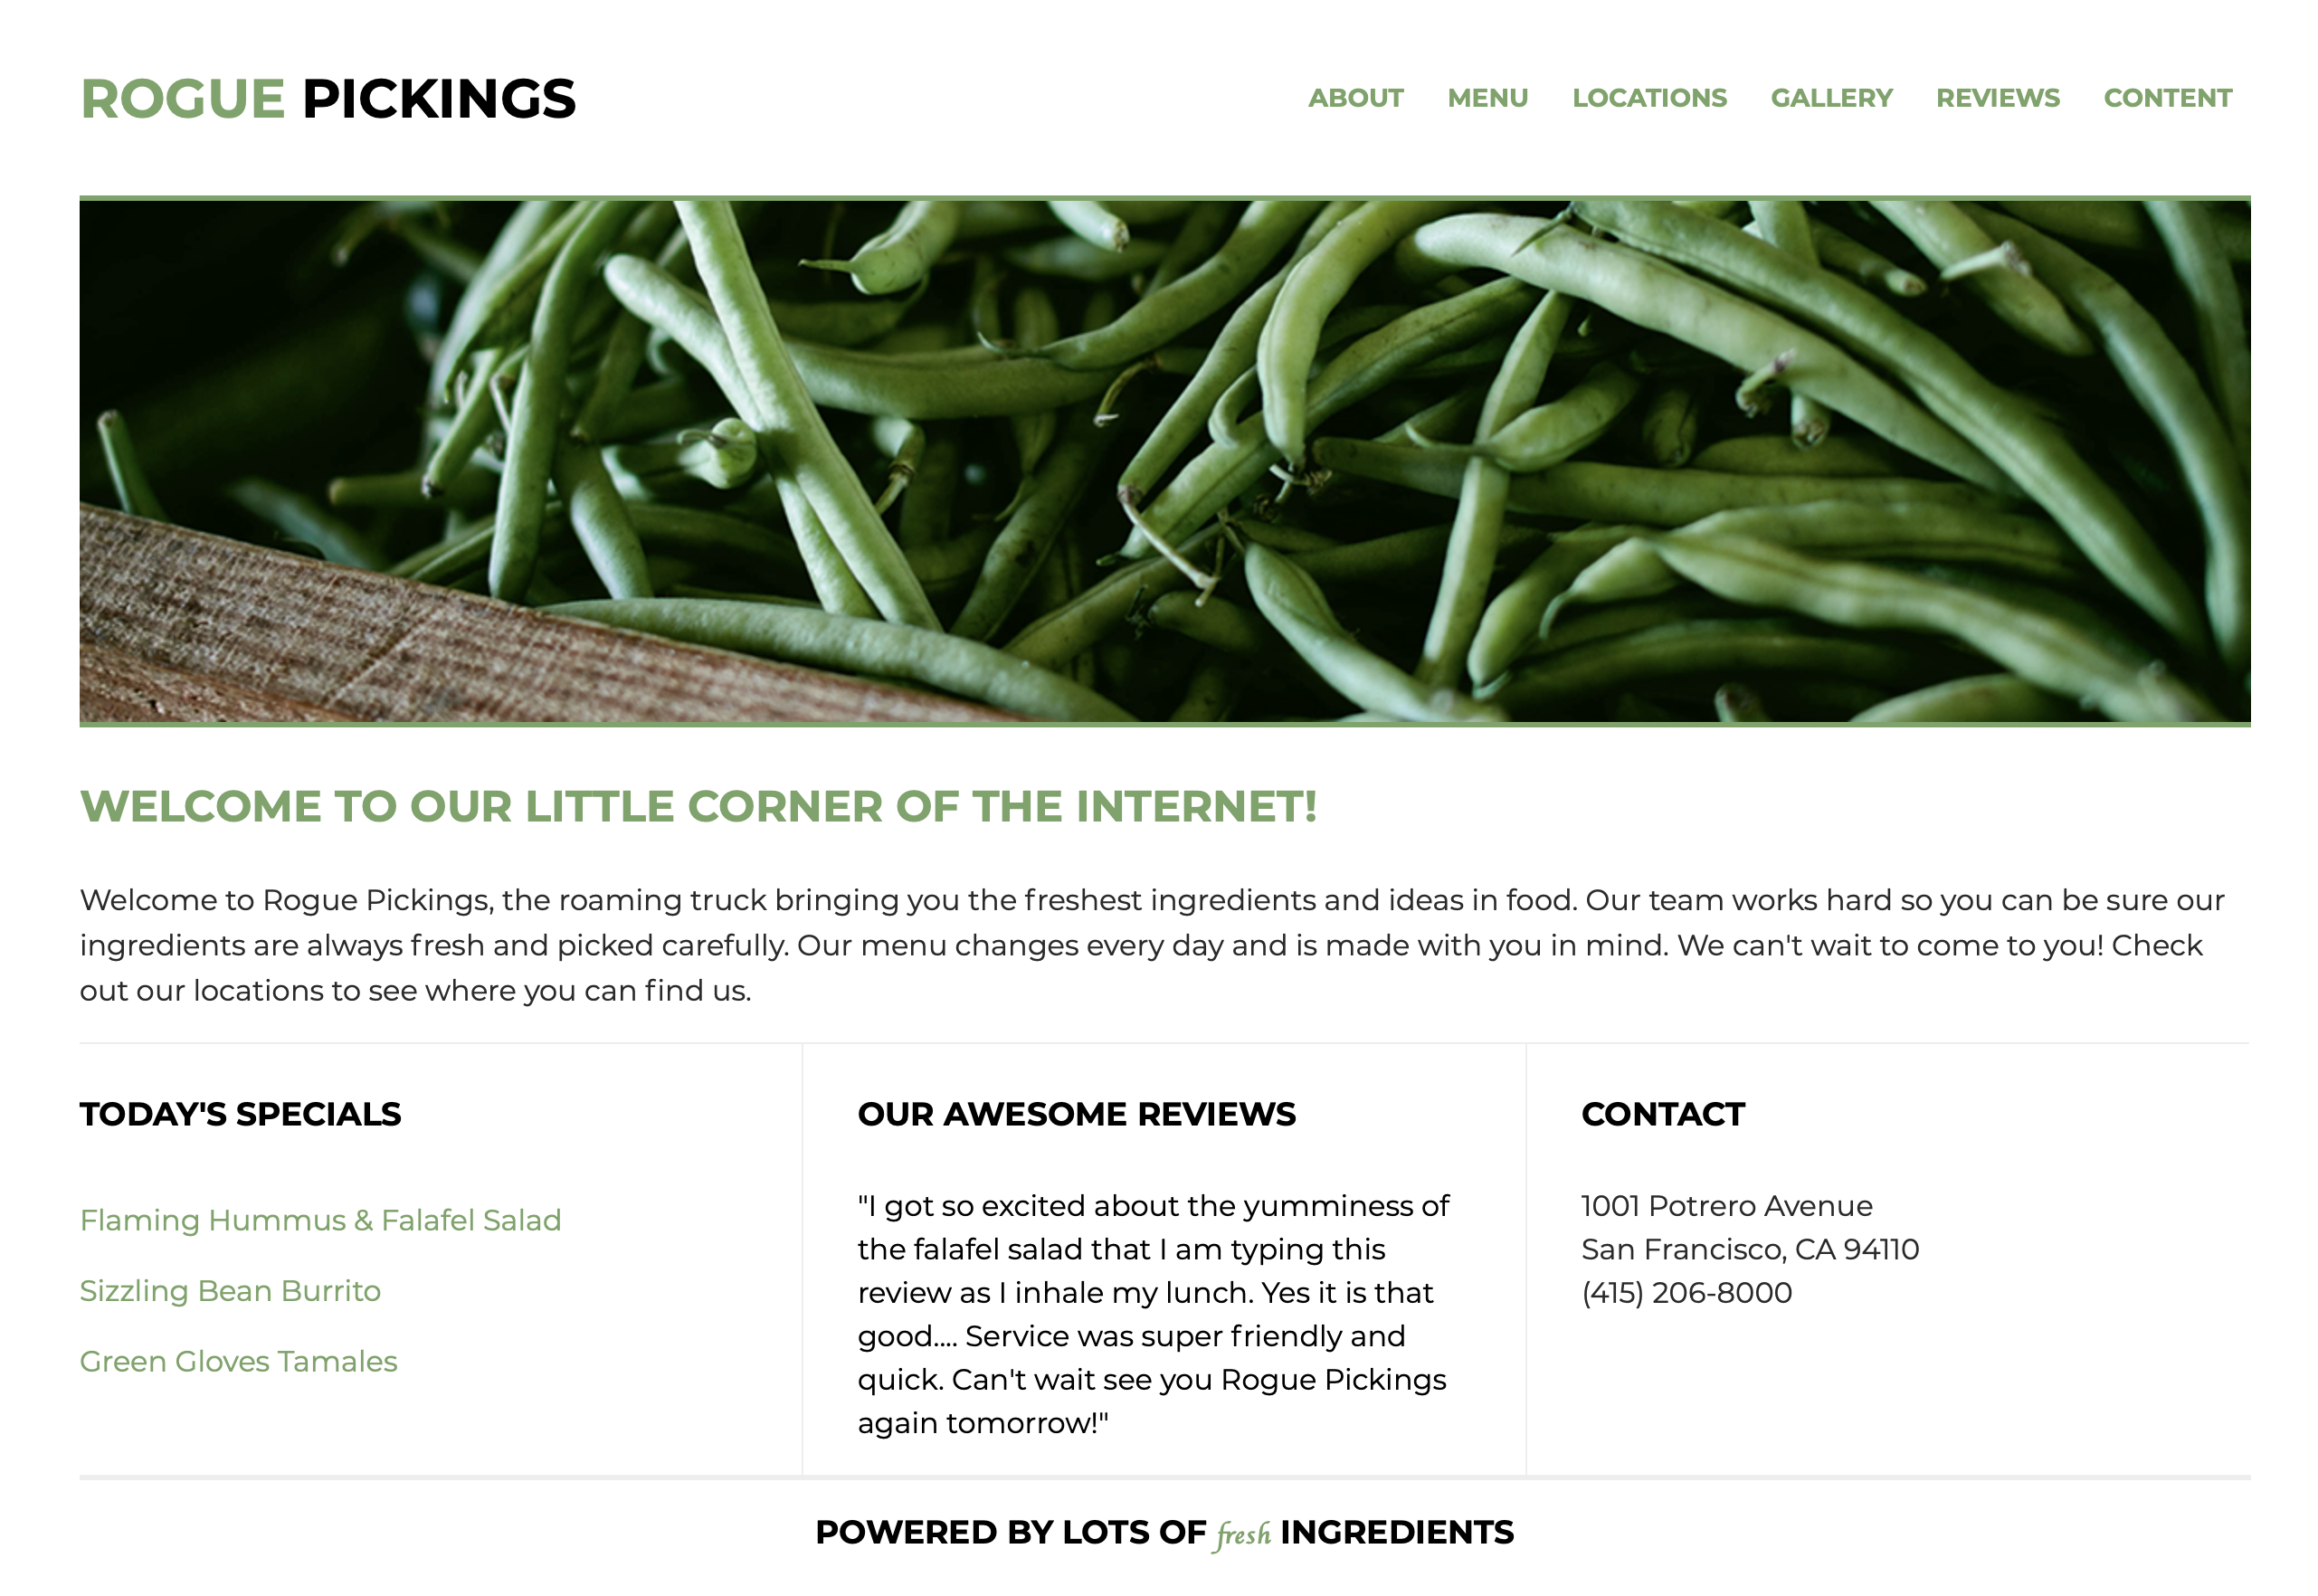 ROGUE PICKINGS
ABOUT MENU LOCATIONS GALLERY REVIEWS CONTENT
WELCOME TO OUR LITTLE CORNER OF THE INTERNET!
Welcome to Rogue Pickings, the roaming truck bringing you the freshest ingredients and ideas in food. Our team works hard so you can be sure our
ingredients are always fresh and picked carefully. Our menu changes every day and is made with you in mind. We can't wait to come to you! Check
out our locations to see where you can find us.
TODAY'S SPECIALS
Flaming Hummus & Falafel Salad
Sizzling Bean Burrito
Green Gloves Tamales
OUR AWESOME REVIEWS
"I got so excited about the yumminess of
the falafel salad that I am typing this
review as I inhale my lunch. Yes it is that
good.... Service was super friendly and
quick. Can't wait see you Rogue Pickings
again tomorrow!"
CONTACT
1001 Potrero Avenue
San Francisco, CA 94110
(415) 206-8000
POWERED BY LOTS OF fresh INGREDIENTS